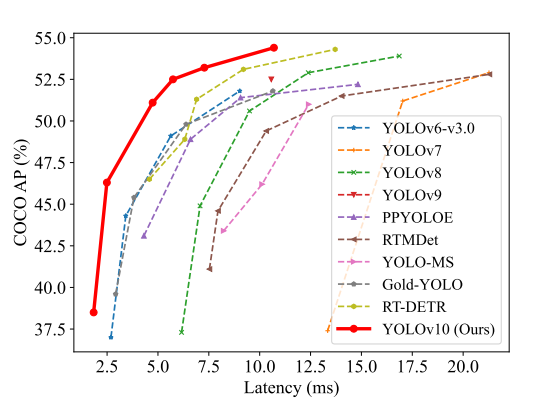 55.0
52.5
50.0
47.5
45.0
42.5
40.0
37.5
COCO AP (%)
YOLOv6-v3.0
YOLOv7
YOLOv8
YOLOv9
PPYOLOE
RTMDet
YOLO-MS
Gold-YOLO
RT-DETR
YOLOv10 (Ours)
2.5 5.0 7.5 10.0 12.5 15.0 17.5 20.0
Latency (ms)